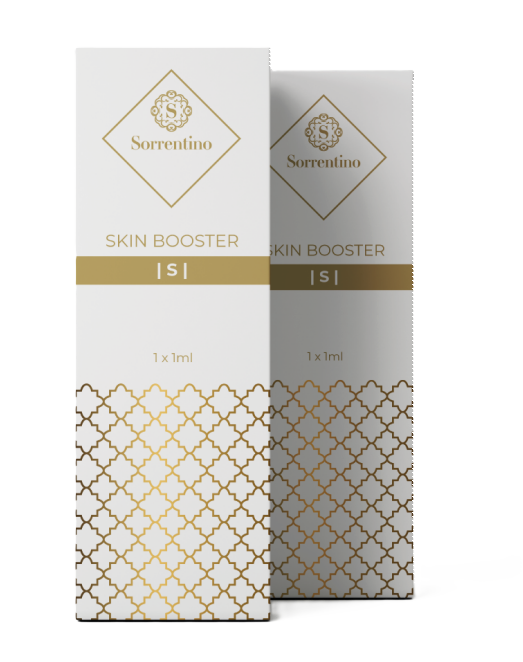 S
Sorrentino
SKIN BOOSTER
| S |
1 x 1ml
S
Sorrentino
SKIN BOOSTER
| S |
1 x 1ml